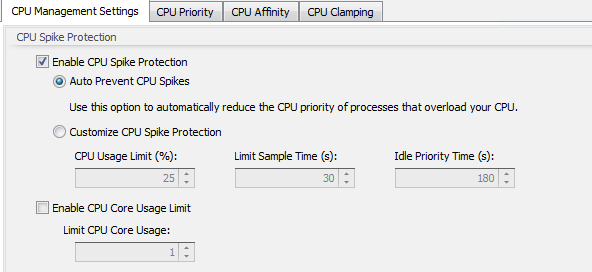 CPU Management Settings CPU Priority CPU Affinity CPU Clamping
CPU Spike Protection
Enable CPU Spike Protection
Auto Prevent CPU Spikes
Use this option to automatically reduce the CPU priority of processes that overload your CPU.
Customize CPU Spike Protection
CPU Usage Limit (%): Limit Sample Time (s): Idle Priority Time (s):
25 30 180
Enable CPU Core Usage Limit
Limit CPU Core Usage:
1